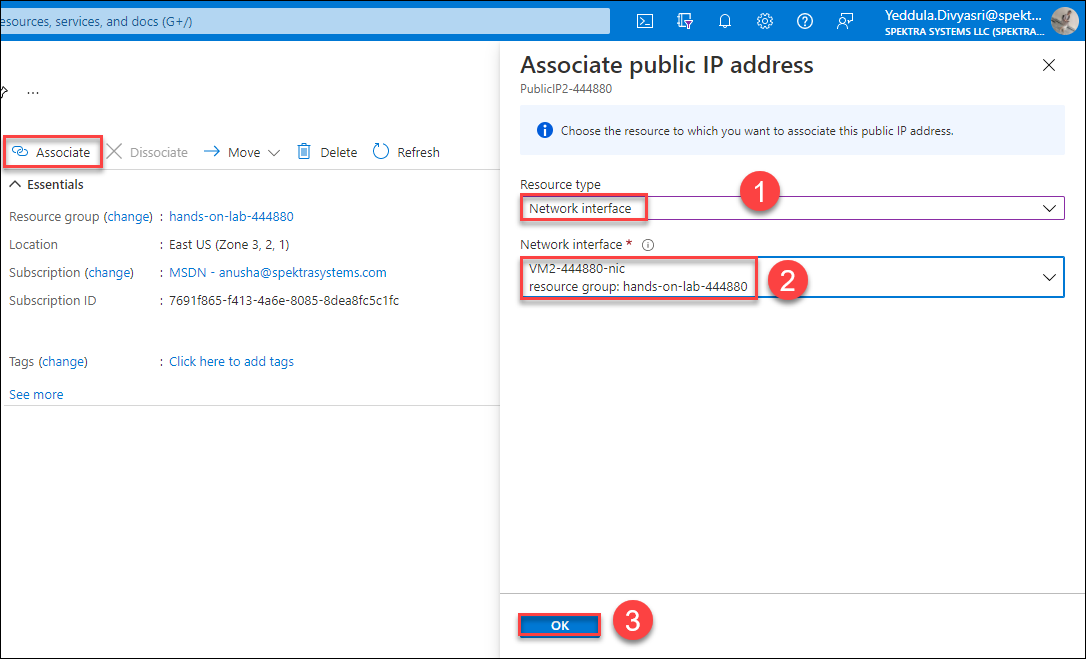 esources, services, and docs (G+/)
Yeddula.Divyasri@spekt...
SPEKTRA SYSTEMS LLC (SPEKTRA...
...
Associate
Dissociate
Move
Delete
Refresh
Essentials
Resource group (change) : hands-on-lab-444880
Location : East US (Zone 3, 2, 1)
Subscription (change) : MSDN - anusha@spektrasystems.com
Subscription ID : 7691f865-f413-4a6e-8085-8dea8fc5c1fc
Tags (change) : Click here to add tags
See more
Associate public IP address
PublicIP2-444880
Choose the resource to which you want to associate this public IP address.
Resource type
1
Network interface
Network interface *
VM2-444880-nic
resource group: hands-on-lab-444880
2
OK
3